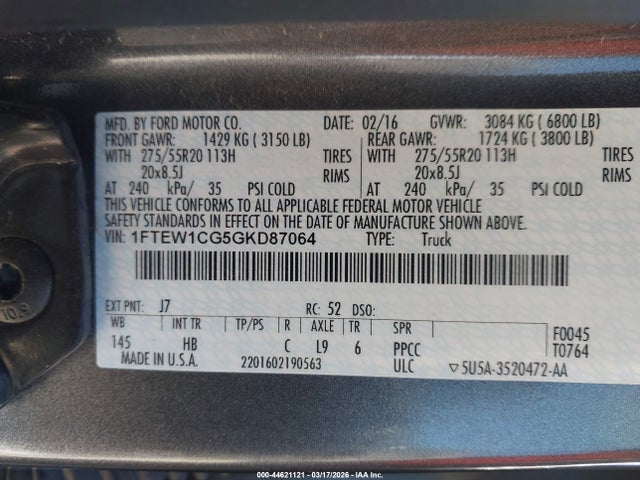 MFD. BY FORD MOTOR CO. DATE: 02/16 GVWR: 3084 KG ( 6800 LB)
FRONT GAWR: 1429 KG ( 3150 LB) REAR GAWR: 1724 KG ( 3800 LB)
WITH 275/55R20 113H TIRES WITH 275/55R20 113H TIRES
20x8.5J RIMS 20x8.5J RIMS
AT 240 kPa/ 35 PSI COLD AT 240 kPa/ 35 PSI COLD
THIS VEHICLE CONFORMS TO ALL APPLICABLE FEDERAL MOTOR VEHICLE
SAFETY STANDARDS IN EFFECT ON THE DATE OF MANUFACTURE SHOWN ABOVE.
VIN: 1FTEW1CG5GKD87064 TYPE: Truck
EXT PNT: J7 RC: 52 DSO:
WB INT TR TP/PS R AXLE TR SPR F0045
145 HB C L9 6 PPCC T0764
MADE IN U.S.A. 2201602190563 ULC ▽5U5A-3520472-AA
10.9
000-44621121 - 03/17/2026 - IAA Inc.